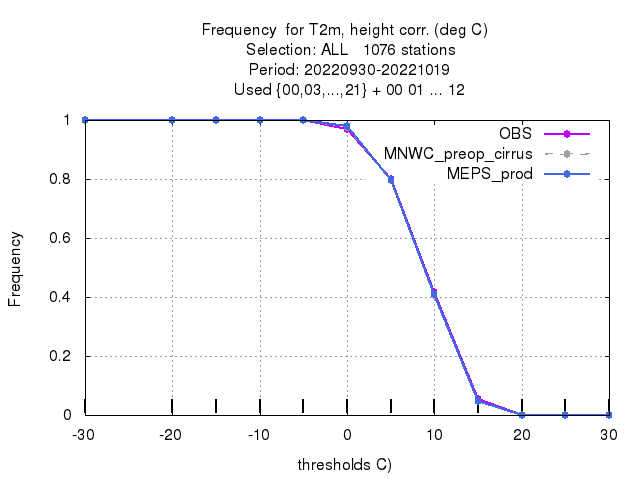 Frequency  for T2m, height corr. (deg C)
Selection: ALL   1076 stations
Period: 20220930-20221019
Used {00,03,...,21} + 00 01 ... 12
OBS
MNWC_preop_cirrus
MEPS_prod
1
0.8
0.6
0.4
0.2
0
Frequency
-30
-20
-10
0
10
20
30
thresholds C)